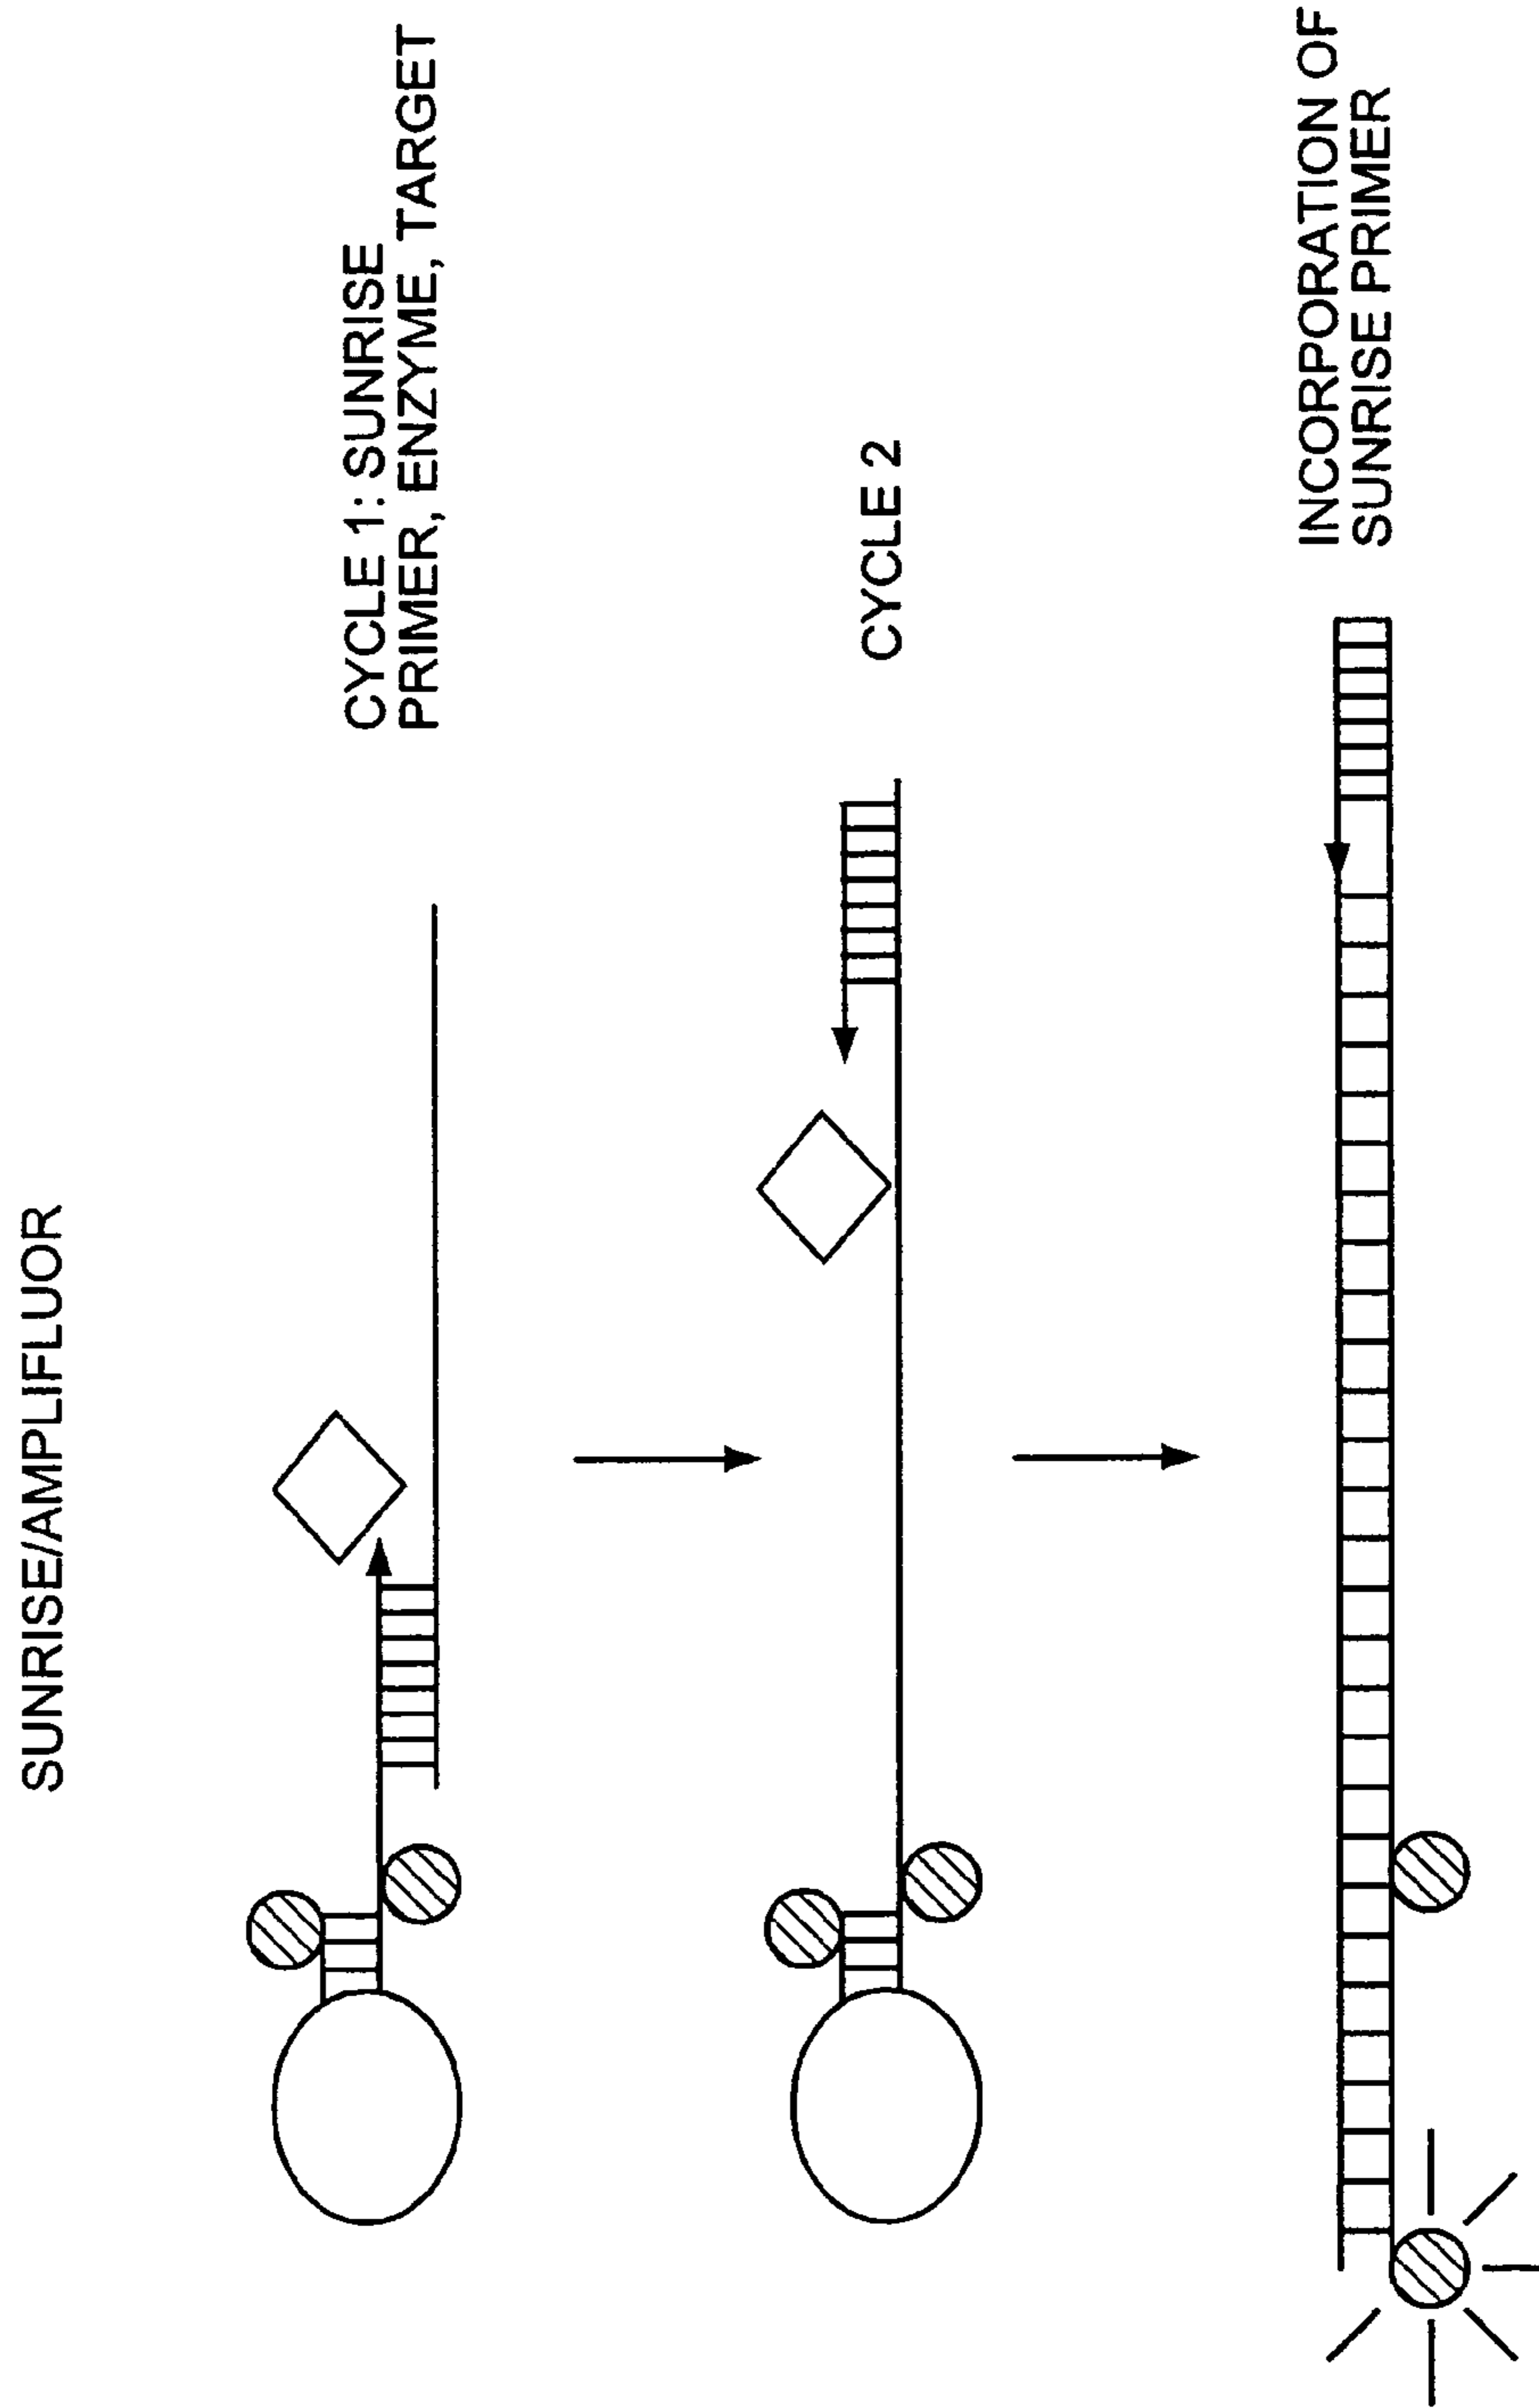 SUNRISE/AMPLIFLUOR
CYCLE 1: SUNRISE
PRIMER, ENZYME, TARGET
CYCLE 2
INCORPORATION OF
SUNRISE PRIMER